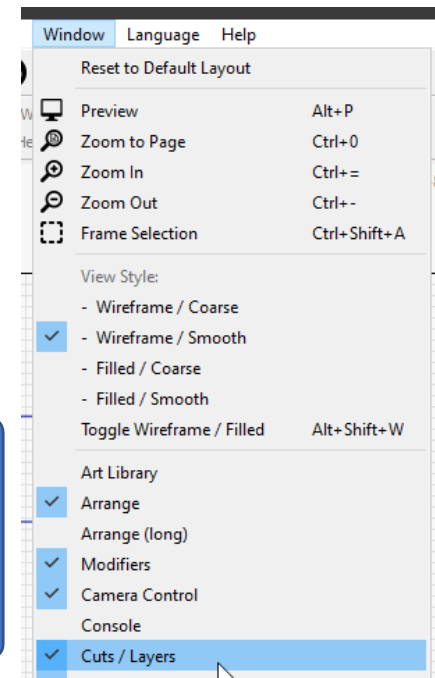 Window Language Help
Reset to Default Layout
Preview Alt+P
Zoom to Page Ctrl+0
Zoom In Ctrl+=
Zoom Out Ctrl+-
Frame Selection Ctrl+Shift+A
View Style:
- Wireframe / Coarse
- Wireframe / Smooth
- Filled / Coarse
- Filled / Smooth
Toggle Wireframe / Filled Alt+Shift+W
Art Library
Arrange
Arrange (long)
Modifiers
Camera Control
Console
Cuts / Layers